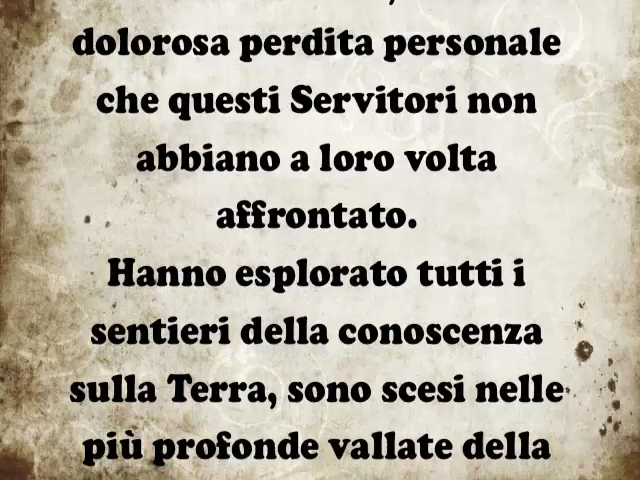 dolorosa perdita personale
che questi Servitori non
abbiano a loro volta
affrontato.
Hanno esplorato tutti i
sentieri della conoscenza
sulla Terra, sono scesi nelle
più profonde vallate della